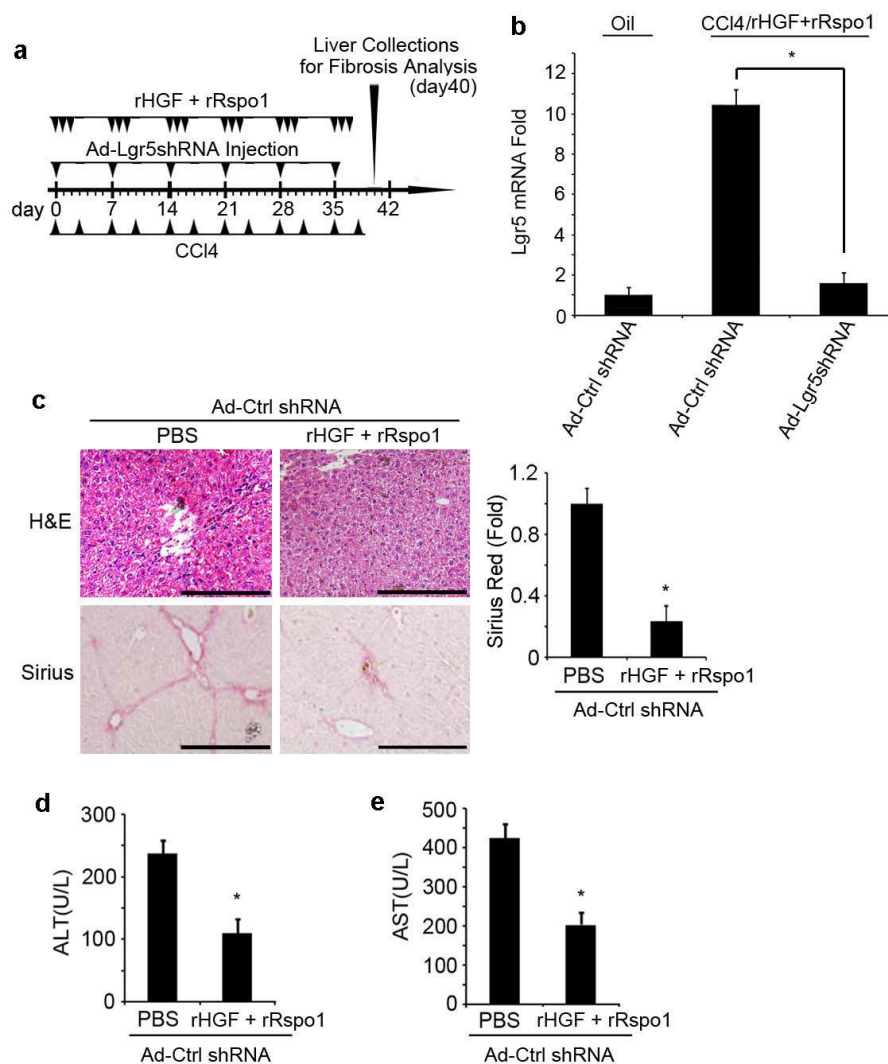 a
Liver Collections
for Fibrosis Analysis
(day40)
rHGF + rRspo1
Ad-Lgr5shRNA Injection
day 0 7 14 21 28 35 42
CCl4
b
Oil CCl4/rHGF+rRspo1
*
Lgr5 mRNA Fold
12
10
8
6
4
2
0
Ad-Ctrl shRNA
Ad-Ctrl shRNA
Ad-Lgr5shRNA
c
Ad-Ctrl shRNA
PBS rHGF + rRspo1
H&E
Sirius
Sirius Red (Fold)
1.2
0.8
0.4
0
*
PBS rHGF + rRspo1
Ad-Ctrl shRNA
d
ALT(U/L)
300
200
100
0
*
PBS rHGF + rRspo1
Ad-Ctrl shRNA
e
AST(U/L)
500
400
300
200
100
0
*
PBS rHGF + rRspo1
Ad-Ctrl shRNA